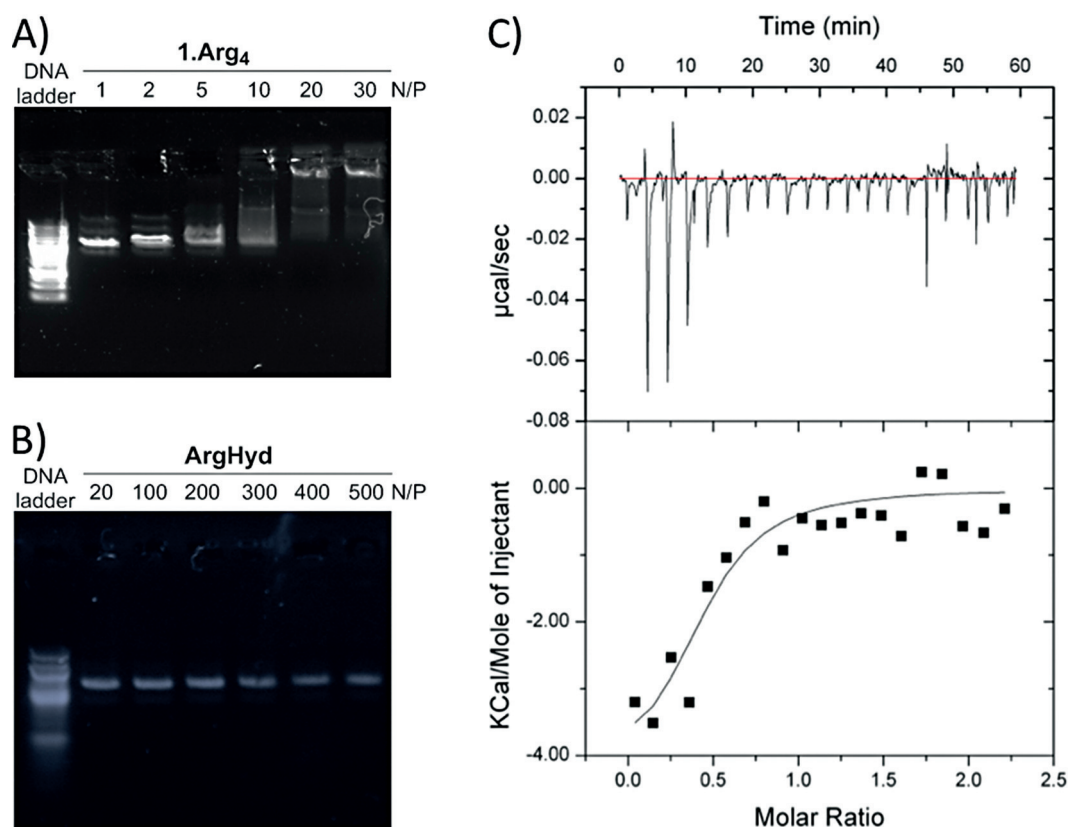 A)
1.Arg4
DNA
ladder
1 2 5 10 20 30 N/P
B)
ArgHyd
DNA
ladder
20 100 200 300 400 500 N/P
C)
Time (min)
0 10 20 30 40 50 60
0.02
0.00
-0.02
-0.04
-0.06
-0.08
µcal/sec
0.00
-2.00
-4.00
KCal/Mole of Injectant
0.0 0.5 1.0 1.5 2.0 2.5
Molar Ratio